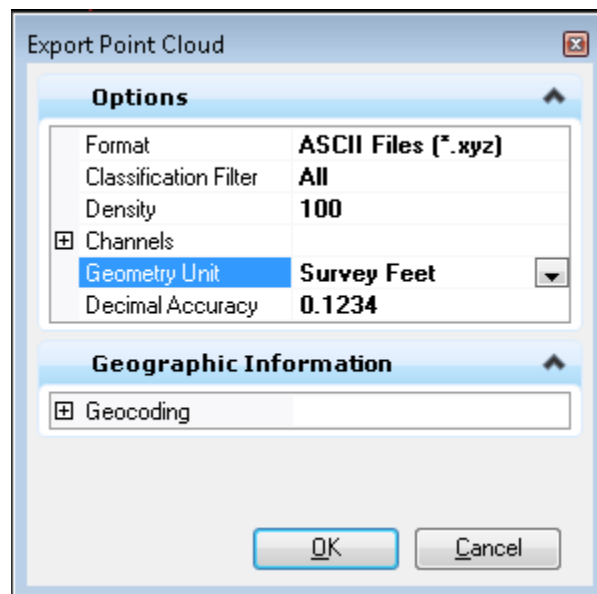 Export Point Cloud
Options
Format ASCII Files (*.xyz)
Classification Filter All
Density 100
Channels
Geometry Unit Survey Feet
Decimal Accuracy 0.1234
Geographic Information
Geocoding
OK Cancel